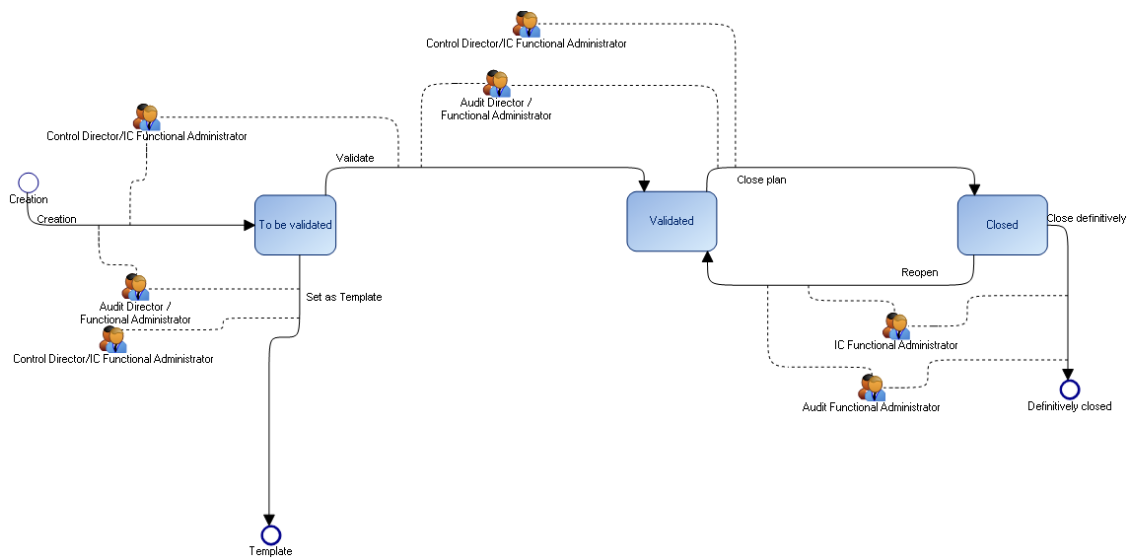 Control Director/IC Functional Administrator
Audit Director /
Functional Administrator
Control Director/IC Functional Administrator
Validate
Close plan
Creation
Creation
To be validated
Validated
Closed
Close definitively
Reopen
Set as Template
Audit Director /
Functional Administrator
Control Director/IC Functional Administrator
IC Functional Administrator
Audit Functional Administrator
Definitively closed
Template